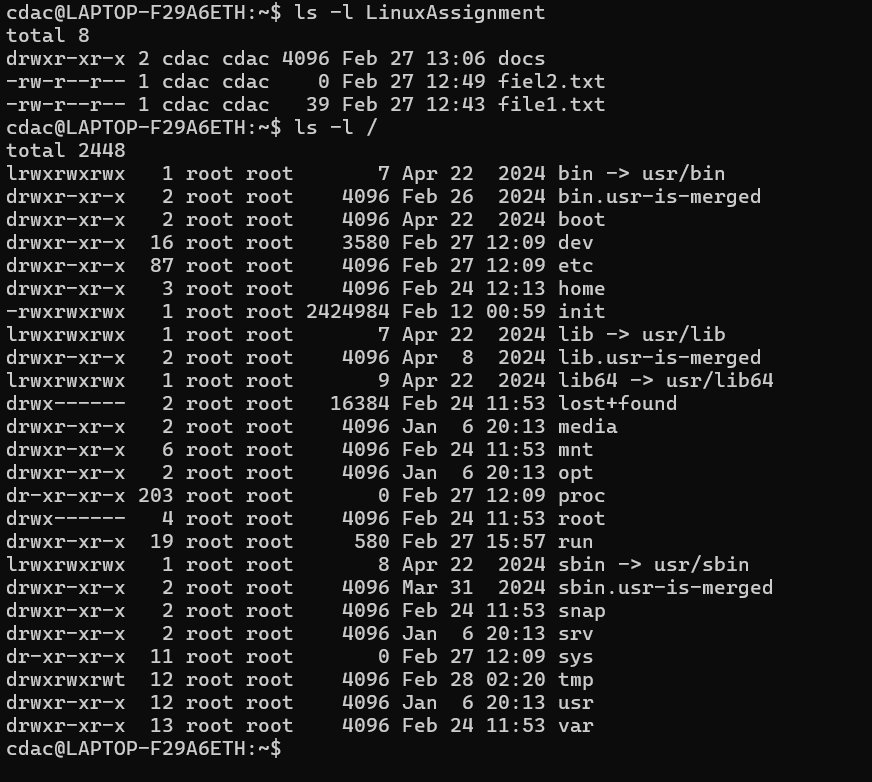 cdac@LAPTOP-F29A6ETH:~$ ls -l LinuxAssignment
total 8
drwxr-xr-x 2 cdac cdac 4096 Feb 27 13:06 docs
-rw-r--r-- 1 cdac cdac    0 Feb 27 12:49 fiel2.txt
-rw-r--r-- 1 cdac cdac   39 Feb 27 12:43 file1.txt
cdac@LAPTOP-F29A6ETH:~$ ls -l /
total 2448
lrwxrwxrwx   1 root root       7 Apr 22  2024 bin -> usr/bin
drwxr-xr-x   2 root root    4096 Feb 26  2024 bin.usr-is-merged
drwxr-xr-x   2 root root    4096 Apr 22  2024 boot
drwxr-xr-x  16 root root    3580 Feb 27 12:09 dev
drwxr-xr-x  87 root root    4096 Feb 27 12:09 etc
drwxr-xr-x   3 root root    4096 Feb 24 12:13 home
-rwxrwxrwx   1 root root 2424984 Feb 12 00:59 init
lrwxrwxrwx   1 root root       7 Apr 22  2024 lib -> usr/lib
drwxr-xr-x   2 root root    4096 Apr  8  2024 lib.usr-is-merged
lrwxrwxrwx   1 root root       9 Apr 22  2024 lib64 -> usr/lib64
drwx------   2 root root   16384 Feb 24 11:53 lost+found
drwxr-xr-x   2 root root    4096 Jan  6 20:13 media
drwxr-xr-x   6 root root    4096 Feb 24 11:53 mnt
drwxr-xr-x   2 root root    4096 Jan  6 20:13 opt
dr-xr-xr-x 203 root root       0 Feb 27 12:09 proc
drwx------   4 root root    4096 Feb 24 11:53 root
drwxr-xr-x  19 root root     580 Feb 27 15:57 run
lrwxrwxrwx   1 root root       8 Apr 22  2024 sbin -> usr/sbin
drwxr-xr-x   2 root root    4096 Mar 31  2024 sbin.usr-is-merged
drwxr-xr-x   2 root root    4096 Feb 24 11:53 snap
drwxr-xr-x   2 root root    4096 Jan  6 20:13 srv
dr-xr-xr-x  11 root root       0 Feb 27 12:09 sys
drwxrwxrwt  12 root root    4096 Feb 28 02:20 tmp
drwxr-xr-x  12 root root    4096 Jan  6 20:13 usr
drwxr-xr-x  13 root root    4096 Feb 24 11:53 var
cdac@LAPTOP-F29A6ETH:~$